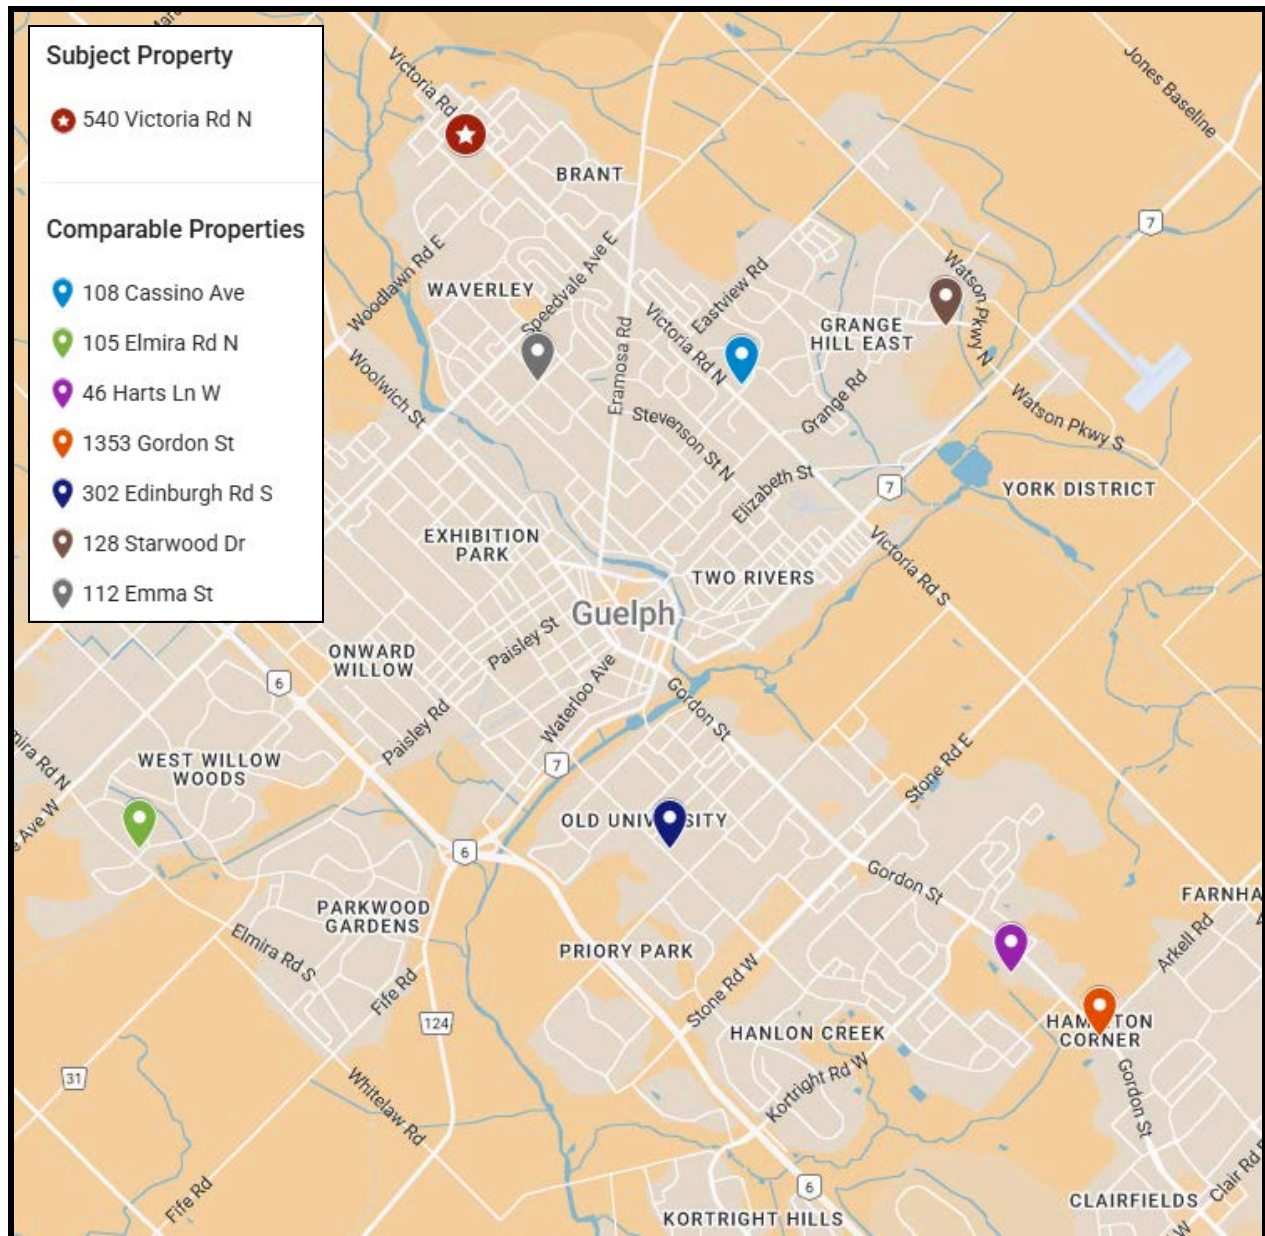 Subject Property
540 Victoria Rd N
Comparable Properties
108 Cassino Ave
105 Elmira Rd N
46 Harts Ln W
1353 Gordon St
302 Edinburgh Rd S
128 Starwood Dr
112 Emma St
Victoria Rd
Jones Baseline
BRANT
7
Woodlawn Rd E
WAVERLEY
Speedvale Ave E
Eastview Rd
Watson Pkwy N
Victoria Rd N
GRANGE
HILL EAST
Woolwich St
Eramosa Rd
Grange Rd
Stevenson St N
Watson Pkwy S
Elizabeth St
7
YORK DISTRICT
EXHIBITION
PARK
Victoria Rd S
TWO RIVERS
Guelph
Paisley St
ONWARD
WILLOW
6
Waterloo Ave
Gordon St
Paisley Rd
WEST WILLOW
WOODS
mira Rd N
7
Stone Rd E
e Ave W
OLD UNIV SITY
6
Gordon St
FARNHA
PARKWOOD
GARDENS
Elmira Rd S
PRIORY PARK
Arkell Rd
Fife Rd
Stone Rd W
124
HANLON CREEK
HAM TON
CORNER
31
Whitelaw Rd
Kortright Rd W
Gordon St
Fife Rd
6
CLAIRFIELDS
Clair Rd
KORTRIGHT HILLS
W